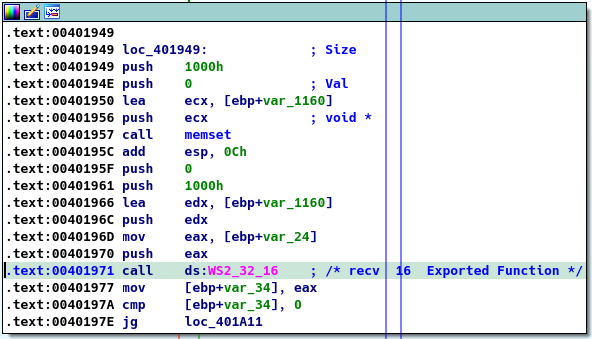 .text:00401949
.text:00401949 loc_401949: ; Size
.text:00401949 push 1000h
.text:0040194E push 0 ; Val
.text:00401950 lea ecx, [ebp+var_1160]
.text:00401956 push ecx ; void *
.text:00401957 call memset
.text:0040195C add esp, 0Ch
.text:0040195F push 0
.text:00401961 push 1000h
.text:00401966 lea edx, [ebp+var_1160]
.text:0040196C push edx
.text:0040196D mov eax, [ebp+var_24]
.text:00401970 push eax
.text:00401971 call ds:WS2_32_16 ; /* recv 16 Exported Function */
.text:00401977 mov [ebp+var_34], eax
.text:0040197A cmp [ebp+var_34], 0
.text:0040197E jg loc_401A11